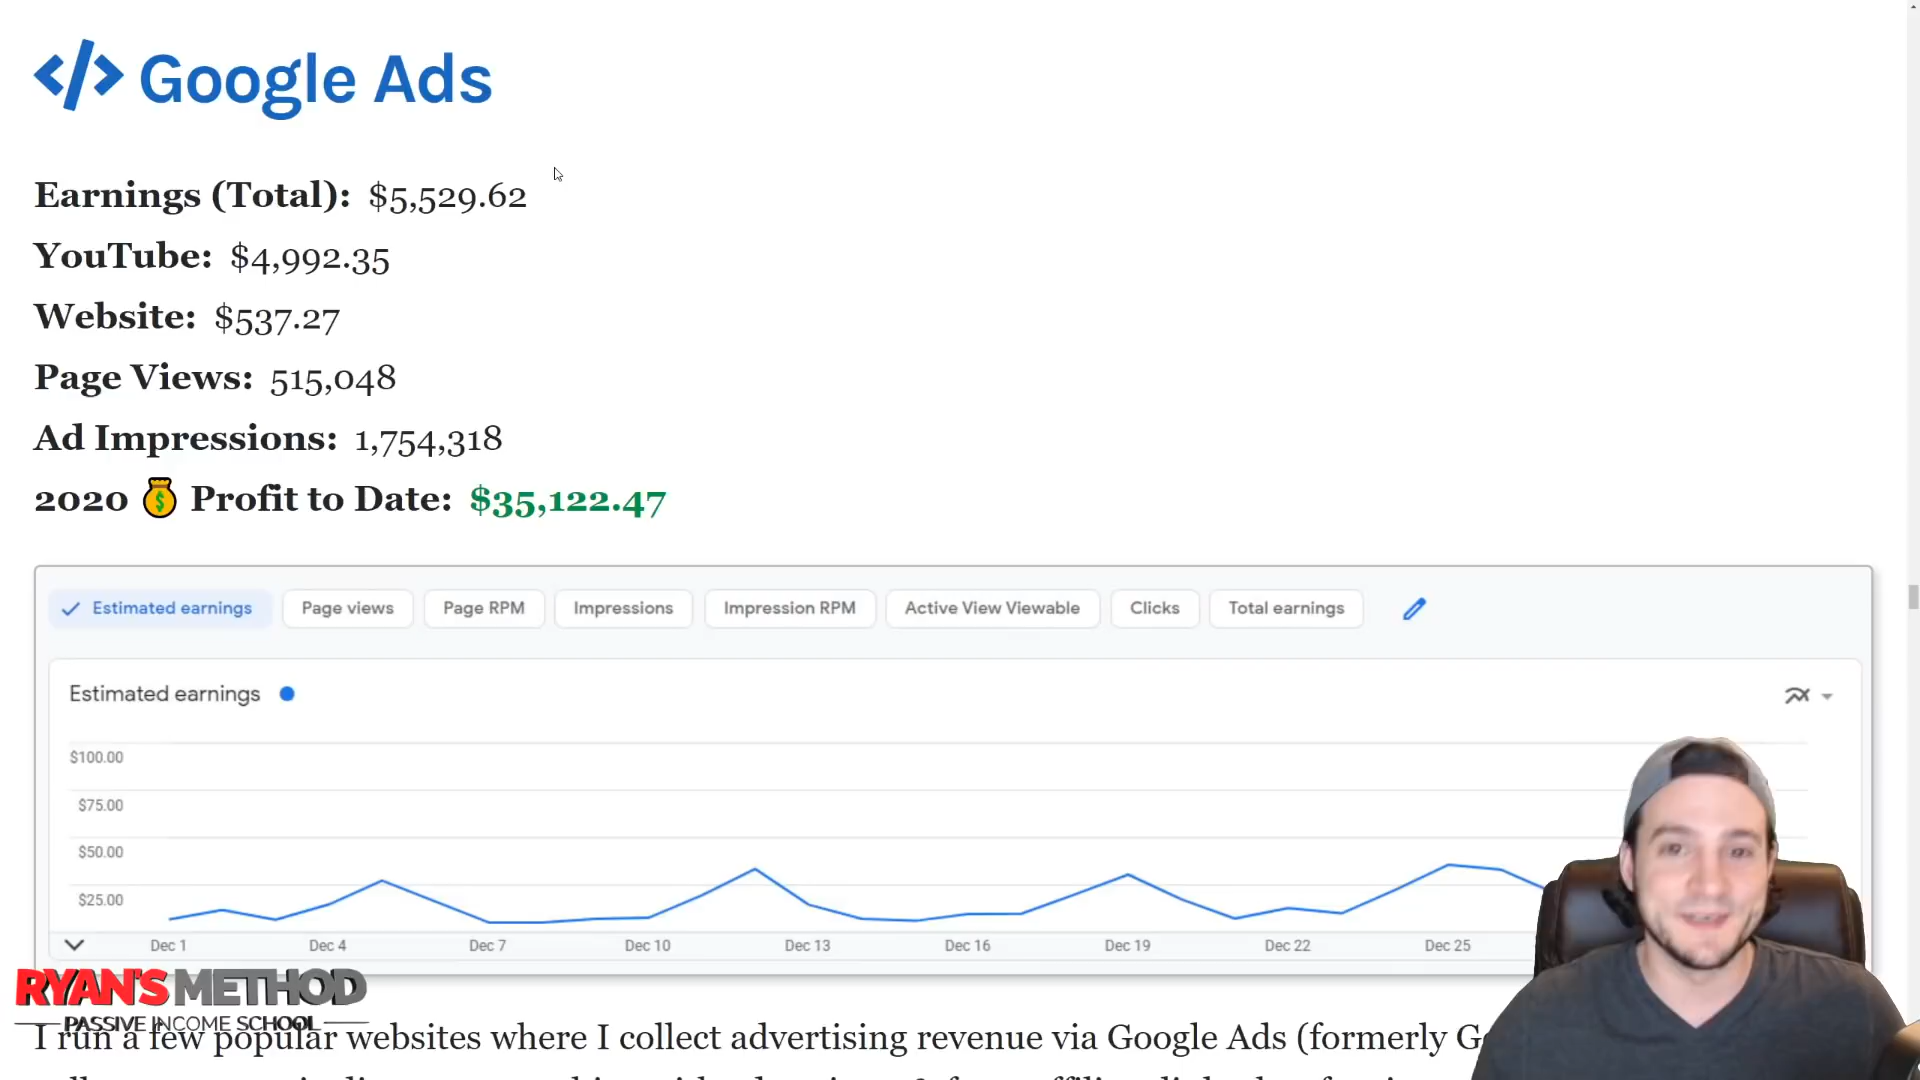 </> Google Ads
Earnings (Total): $5,529.62
YouTube: $4,992.35
Website: $537.27
Page Views: 515,048
Ad Impressions: 1,754,318
2020 Profit to Date: $35,122.47
Estimated earnings Page views Page RPM Impressions Impression RPM Active View Viewable Clicks Total earnings
Estimated earnings
$100.00
$75.00
$50.00
$25.00
Dec 1 Dec 4 Dec 7 Dec 10 Dec 13 Dec 16 Dec 19 Dec 22 Dec 25
RYAN'S METHOD
PASSIVE INCOME SCHOOL
I run a few popular websites where I collect advertising revenue via Google Ads (formerly